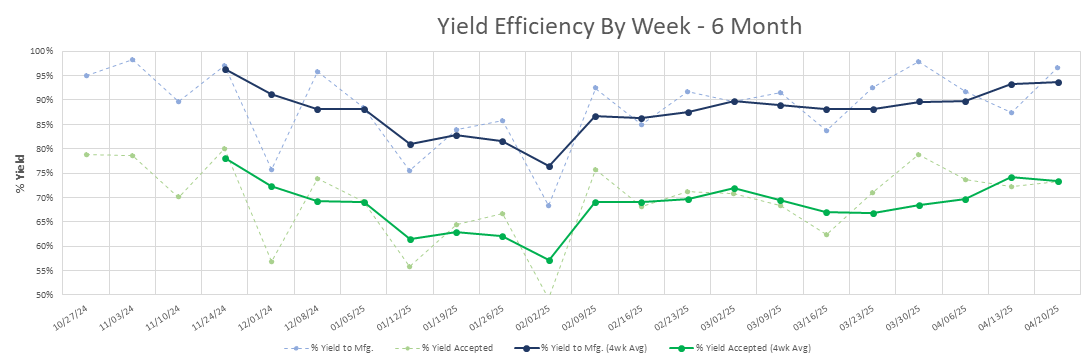 Yield Efficiency By Week - 6 Month
100%
95%
90%
85%
80%
75%
70%
65%
60%
55%
50%
% Yield
10/27/24 11/03/24 11/10/24 11/24/24 12/01/24 12/08/24 01/05/25 01/12/25 01/19/25 01/26/25 02/02/25 02/09/25 02/16/25 02/23/25 03/02/25 03/09/25 03/16/25 03/23/25 03/30/25 04/06/25 04/13/25 04/20/25
% Yield to Mfg. % Yield Accepted % Yield to Mfg. (4wk Avg) % Yield Accepted (4wk Avg)